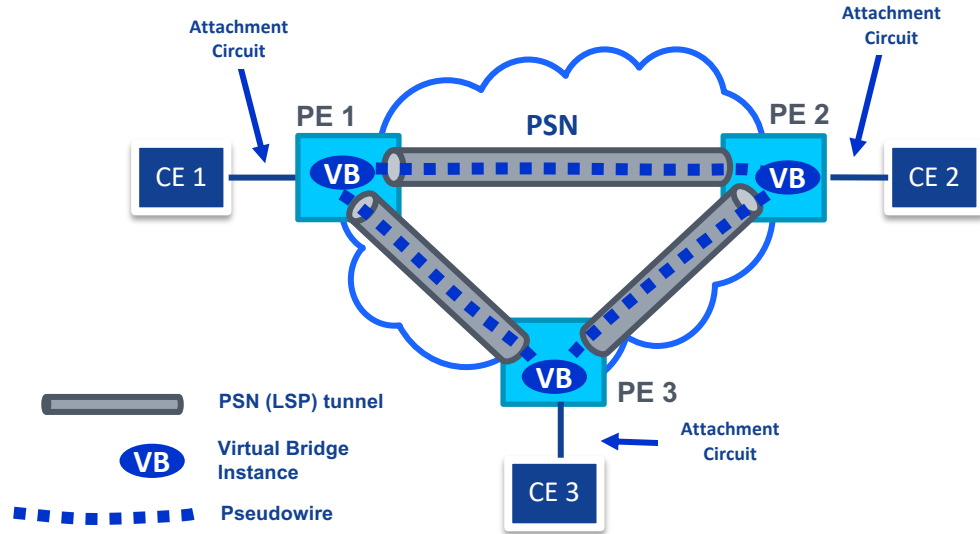 Attachment
Circuit
Attachment
Circuit
PE 1
PSN
PE 2
CE 1
VB
VB
CE 2
VB
PE 3
PSN (LSP) tunnel
Attachment
Circuit
VB
Virtual Bridge
Instance
CE 3
Pseudowire